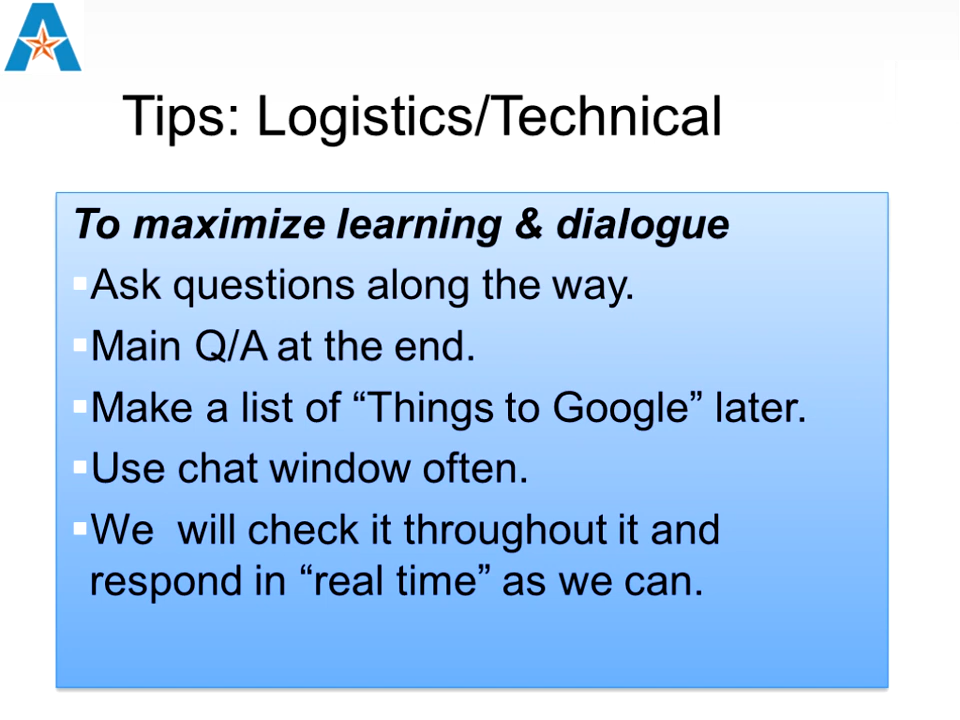 Tips: Logistics/Technical
To maximize learning & dialogue
▪Ask questions along the way.
▪Main Q/A at the end.
▪Make a list of “Things to Google” later.
▪Use chat window often.
▪We  will check it throughout it and
respond in “real time” as we can.